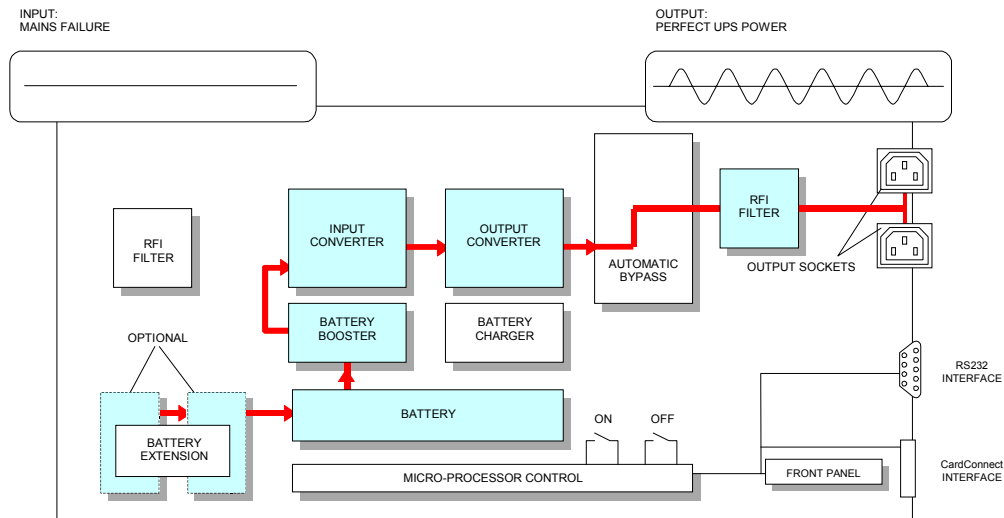 INPUT:
MAINS FAILURE
OUTPUT:
PERFECT UPS POWER
RFI
FILTER
INPUT
CONVERTER
OUTPUT
CONVERTER
AUTOMATIC
BYPASS
RFI
FILTER
OUTPUT SOCKETS
BATTERY
BOOSTER
BATTERY
CHARGER
OPTIONAL
RS232
INTERFACE
BATTERY
ON
OFF
BATTERY
EXTENSION
MICRO-PROCESSOR CONTROL
FRONT PANEL
CardConnect
INTERFACE